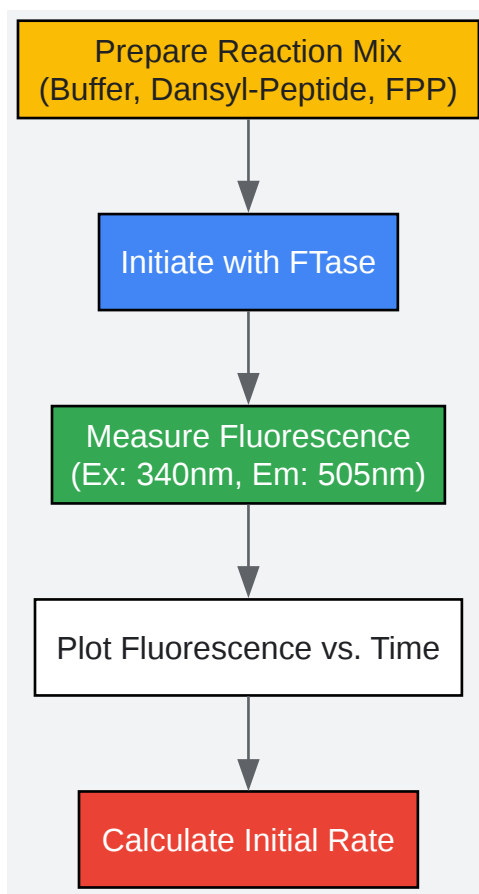 Prepare Reaction Mix
(Buffer, Dansyl-Peptide, FPP)
Initiate with FTase
Measure Fluorescence
(Ex: 340nm, Em: 505nm)
Plot Fluorescence vs. Time
Calculate Initial Rate